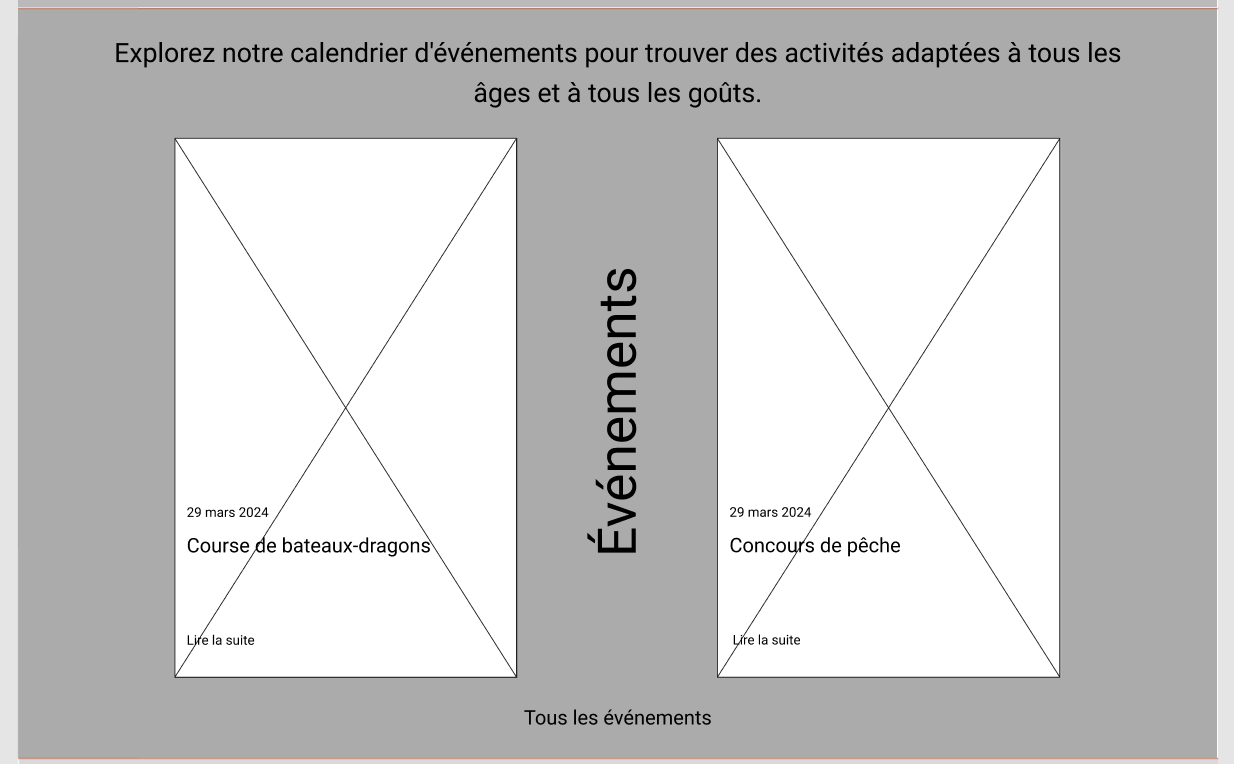 Explorez notre calendrier d'événements pour trouver des activités adaptées à tous les
âges et à tous les goûts.
29 mars 2024
Course de bateaux-dragons
Lire la suite
Événements
29 mars 2024
Concours de pêche
Lire la suite
Tous les événements